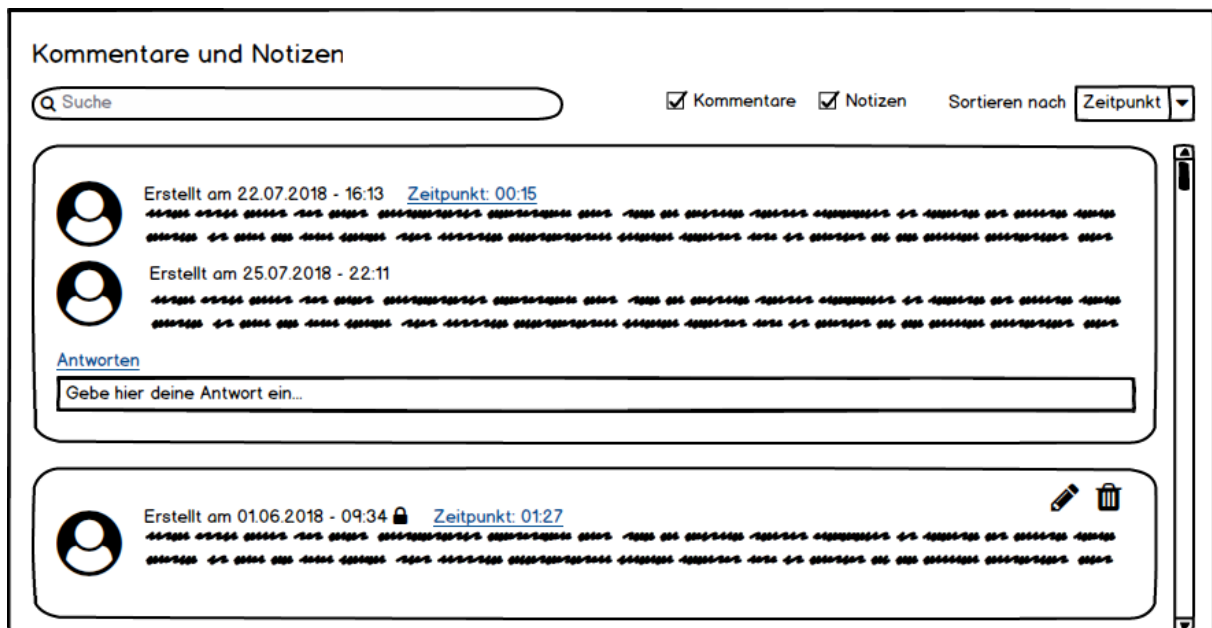 Kommentare und Notizen
Suche
Kommentare Notizen Sortieren nach Zeitpunkt
Erstellt am 22.07.2018 - 16:13 Zeitpunkt: 00:15
Erstellt am 25.07.2018 - 22:11
Antworten
Gebe hier deine Antwort ein...
Erstellt am 01.06.2018 - 09:34 Zeitpunkt: 01:27